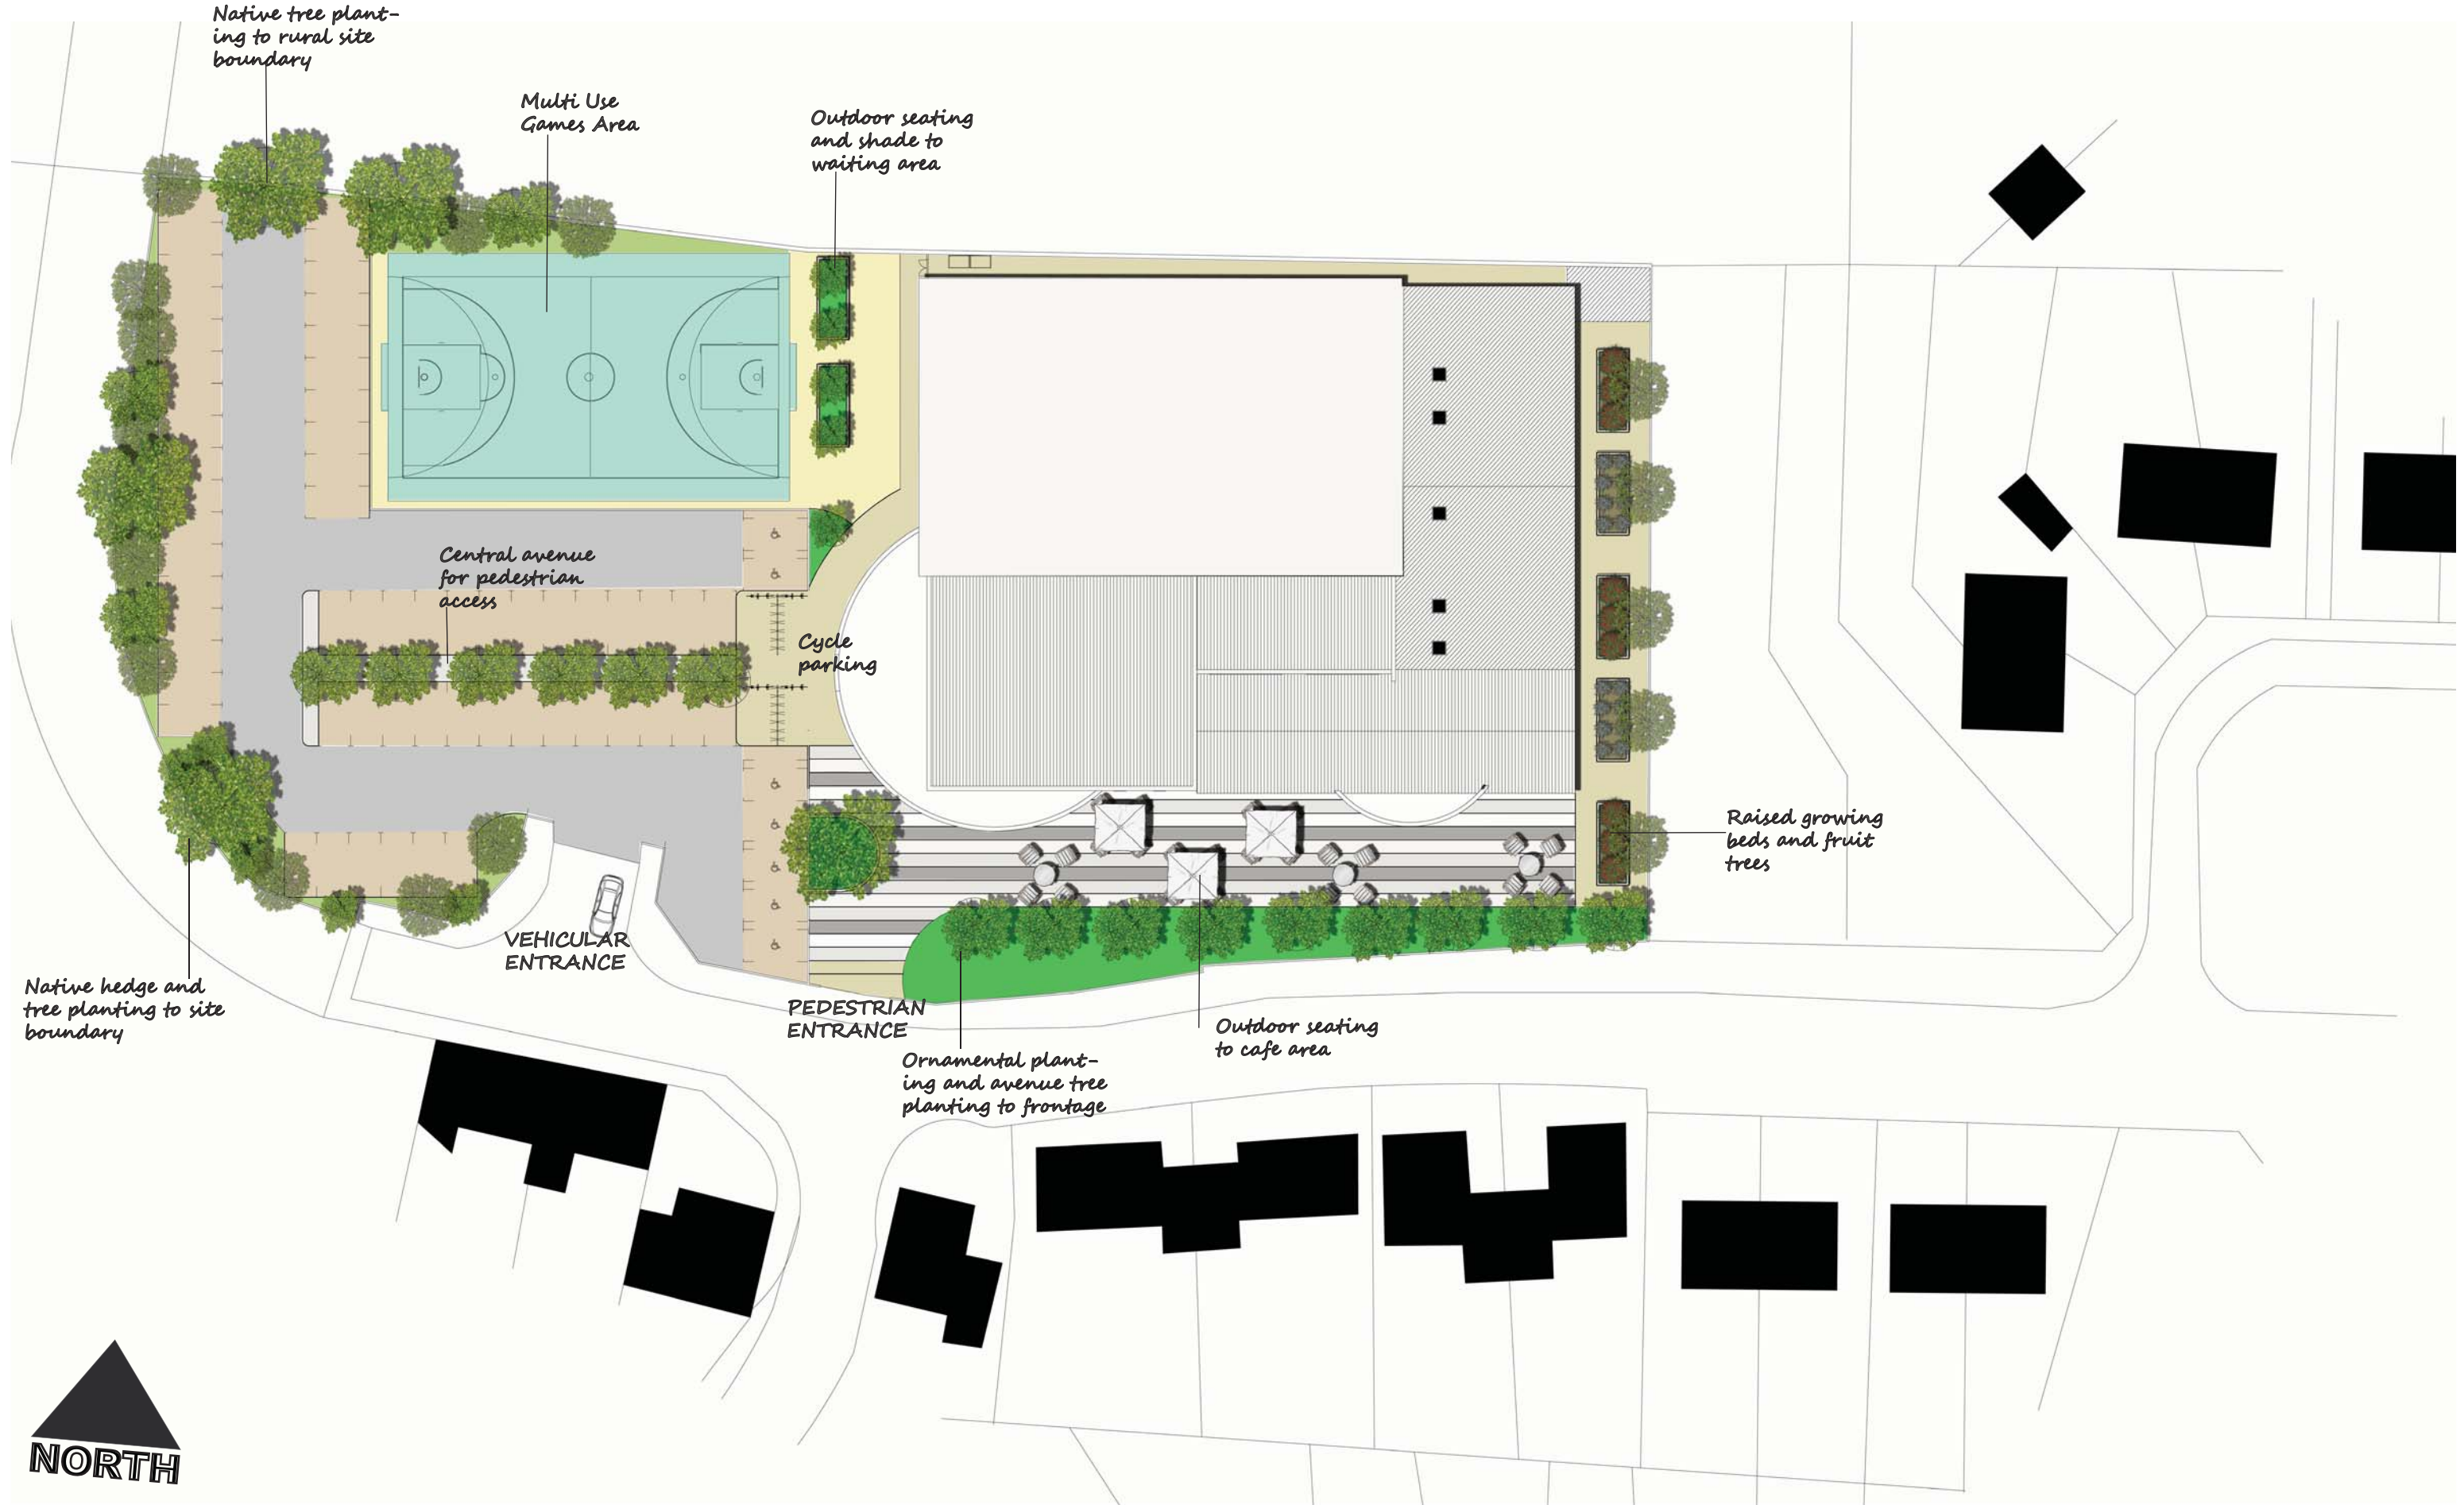 Native tree plant-
ing to rural site
boundary
Multi Use
Games Area
Outdoor seating
and shade to
waiting area
Central avenue
for pedestrian
access
Cycle
parking
Raised growing
beds and fruit
trees
VEHICULAR
ENTRANCE
Native hedge and
tree planting to site
boundary
PEDESTRIAN
ENTRANCE
Outdoor seating
to cafe area
Ornamental plant-
ing and avenue tree
planting to frontage
NORTH